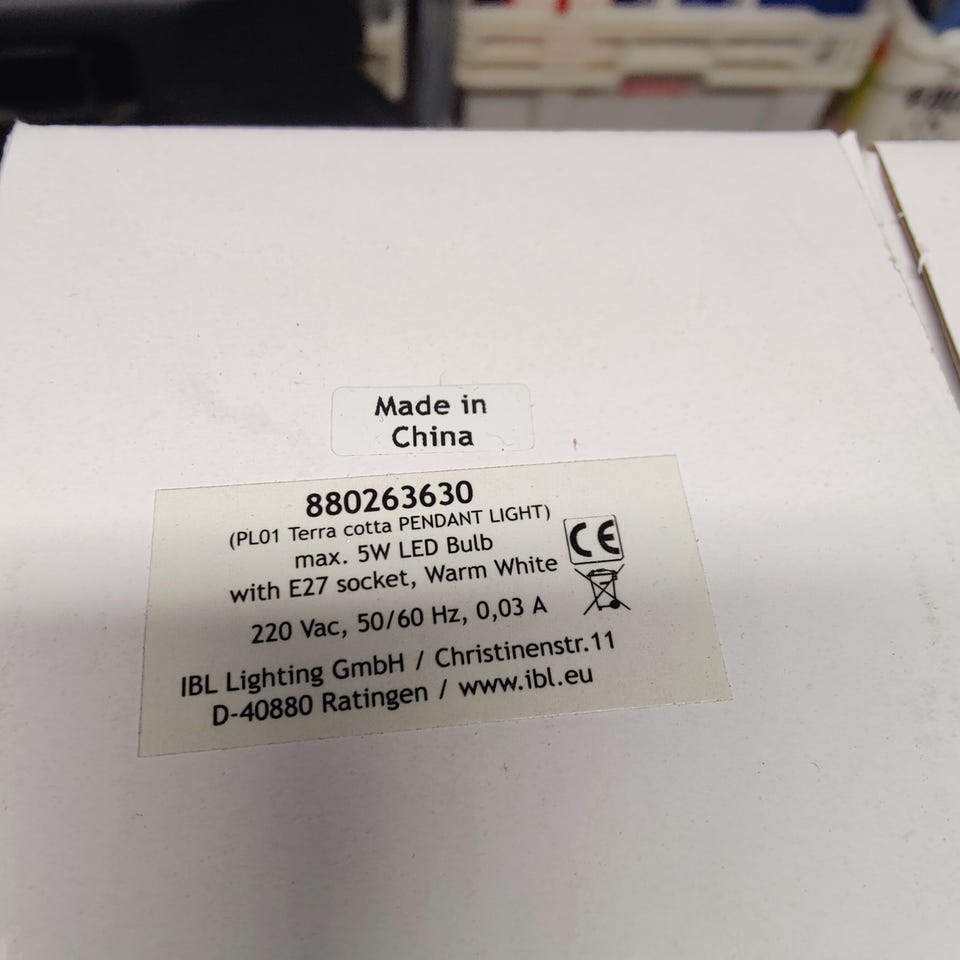 Made in
China
880263630
(PL01 Terra cotta PENDANT LIGHT)
max. 5W LED Bulb
with E27 socket, Warm White
220 Vac, 50/60 Hz, 0,03 A
IBL Lighting GmbH / Christinenstr.11
D-40880 Ratingen / www.ibl.eu
CE